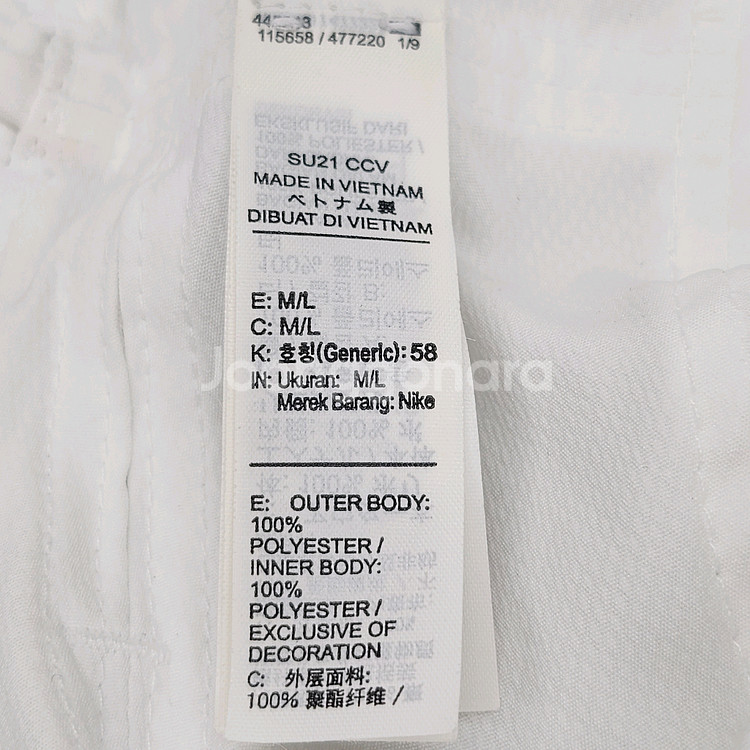 115658 / 477220 1/9
SU21 CCV
MADE IN VIETNAM
ベトナム製
DIBUAT DI VIETNAM
E: M/L
C: M/L
K: 호칭(Generic): 58
IN: Ukuran: M/L
Merek Barang: Nike
E: OUTER BODY:
100%
POLYESTER /
INNER BODY:
100%
POLYESTER /
EXCLUSIVE OF
DECORATION
C: 外层面料:
100% 聚酯纤维 /